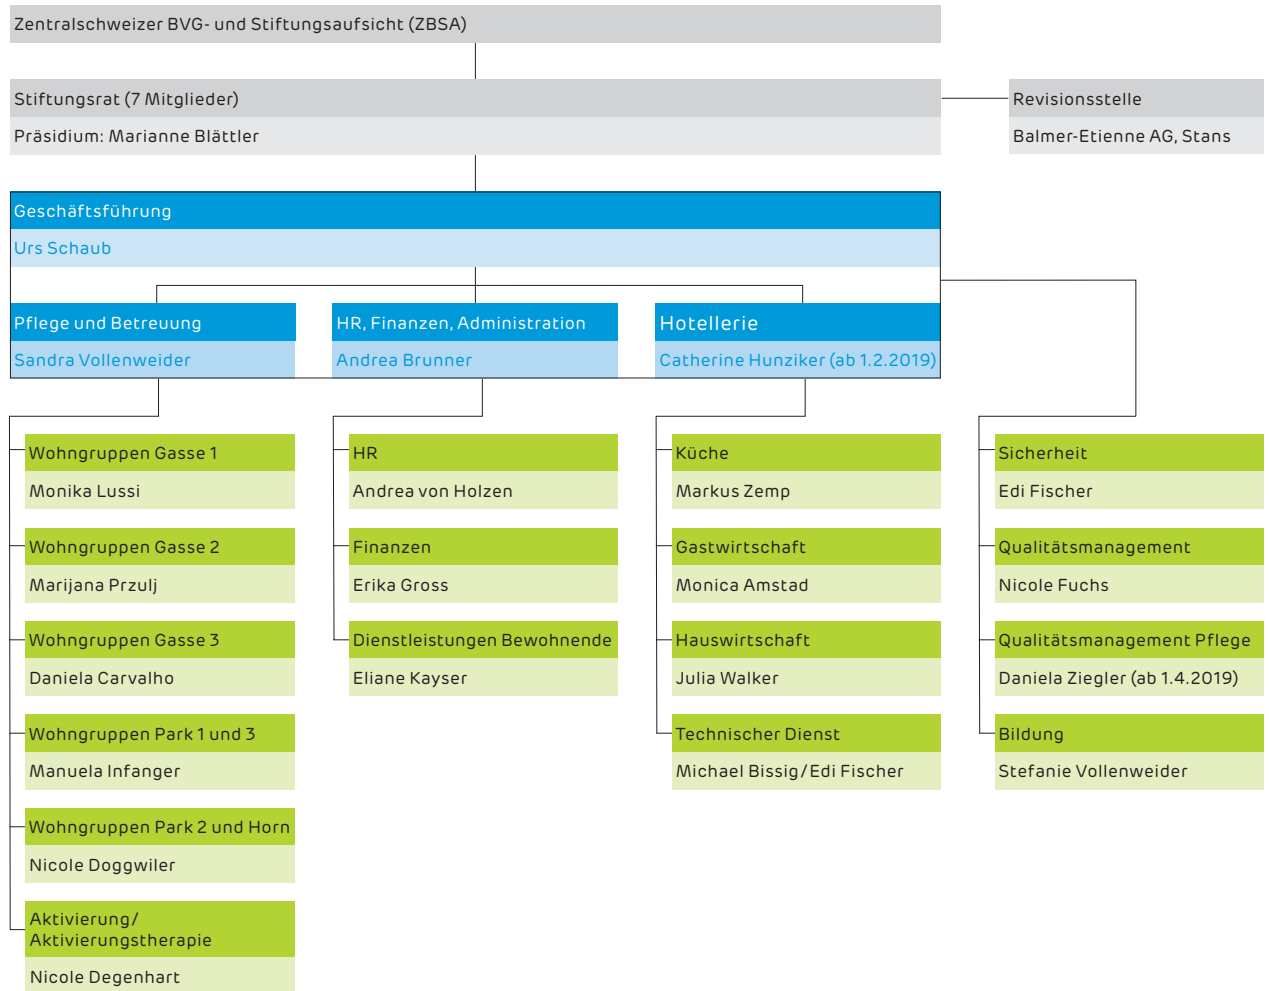 Zentralschweizer BVG- und Stiftungsaufsicht (ZBSA)
Stiftungsrat (7 Mitglieder)
Präsidium: Marianne Blättler
Revisionsstelle
Balmer-Etienne AG, Stans
Geschäftsführung
Urs Schaub
Pflege und Betreuung
Sandra Vollenweider
HR, Finanzen, Administration
Andrea Brunner
Hotellerie
Catherine Hunziker (ab 1.2.2019)
Wohngruppen Gasse 1
Monika Lussi
Wohngruppen Gasse 2
Marijana Przulj
Wohngruppen Gasse 3
Daniela Carvalho
Wohngruppen Park 1 und 3
Manuela Infanger
Wohngruppen Park 2 und Horn
Nicole Doggwiler
Aktivierung/
Aktivierungstherapie
Nicole Degenhart
HR
Andrea von Holzen
Finanzen
Erika Gross
Dienstleistungen Bewohnende
Eliane Kayser
Küche
Markus Zemp
Gastwirtschaft
Monica Amstad
Hauswirtschaft
Julia Walker
Technischer Dienst
Michael Bissig/Edi Fischer
Sicherheit
Edi Fischer
Qualitätsmanagement
Nicole Fuchs
Qualitätsmanagement Pflege
Daniela Ziegler (ab 1.4.2019)
Bildung
Stefanie Vollenweider